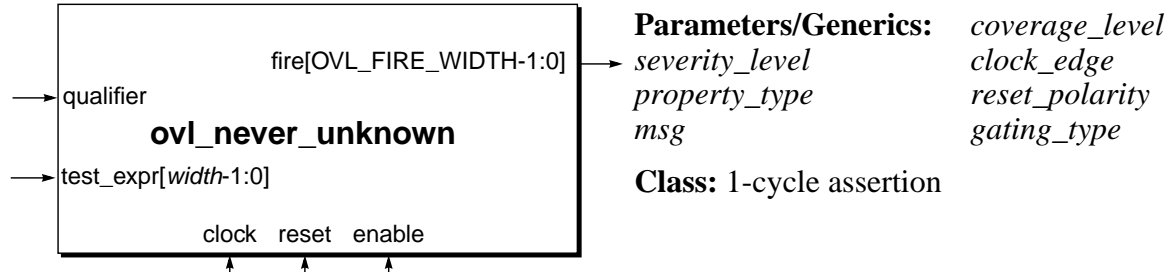 fire[OVL_FIRE_WIDTH-1:0]
qualifier
ovl_never_unknown
test_expr[width-1:0]
clock reset enable
Parameters/Generics: coverage_level
severity_level clock_edge
property_type reset_polarity
msg gating_type
Class: 1-cycle assertion